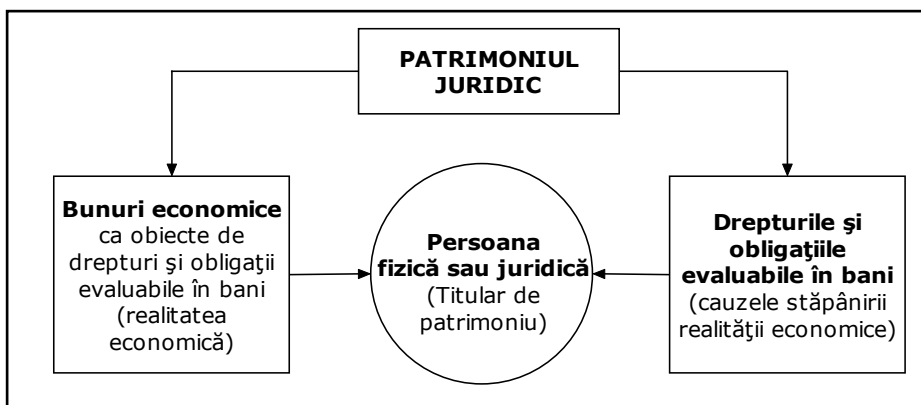 PATRIMONIUL
JURIDIC
Bunuri economice
ca obiecte de
drepturi şi obligaţii
evaluabile în bani
(realitatea
economică)
Persoana
fizică sau juridică
(Titular de
patrimoniu)
Drepturile şi
obligaţiile
evaluabile în bani
(cauzele stăpânirii
realităţii economice)